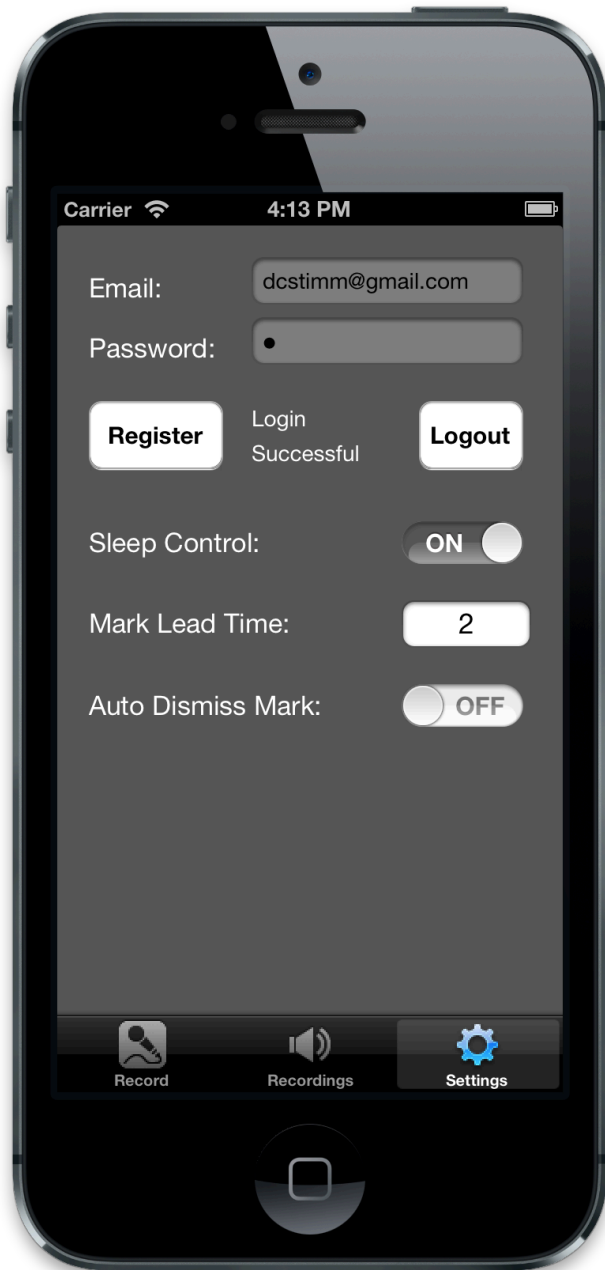 Carrier 4:13 PM
Email: dcstimm@gmail.com
Password: •
Register
Login
Successful
Logout
Sleep Control: ON
Mark Lead Time: 2
Auto Dismiss Mark: OFF
Record Recordings Settings